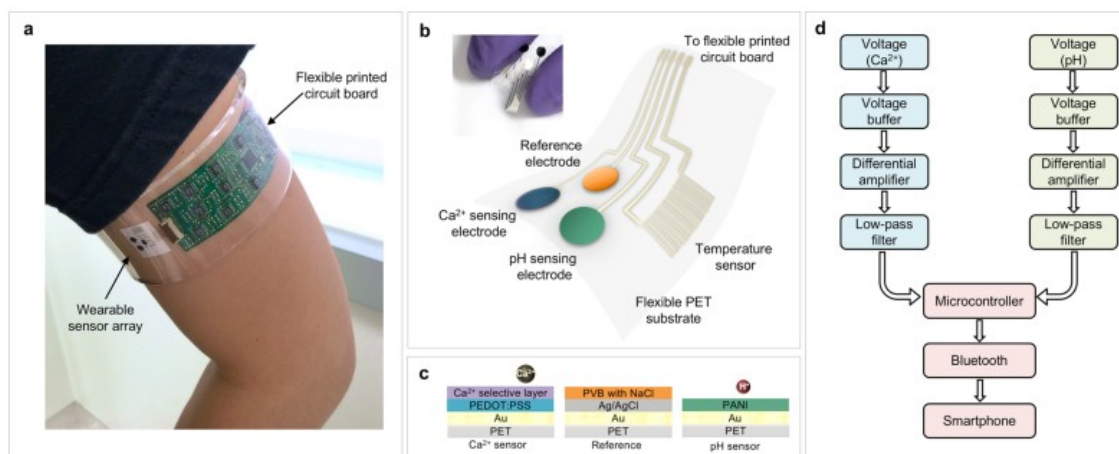 a
Flexible printed
circuit board
Wearable
sensor array
b
To flexible printed
circuit board
Reference
electrode
Ca²⁺ sensing
electrode
pH sensing
electrode
Temperature
sensor
Flexible PET
substrate
c
Ca²⁺
Ca²⁺ selective layer
PEDOT:PSS
Au
PET
Ca²⁺ sensor
PVB with NaCl
Ag/AgCl
Au
PET
Reference
H⁺
PANI
Au
PET
pH sensor
d
Voltage
(Ca²⁺)
Voltage
buffer
Differential
amplifier
Low-pass
filter
Voltage
(pH)
Voltage
buffer
Differential
amplifier
Low-pass
filter
Microcontroller
Bluetooth
Smartphone